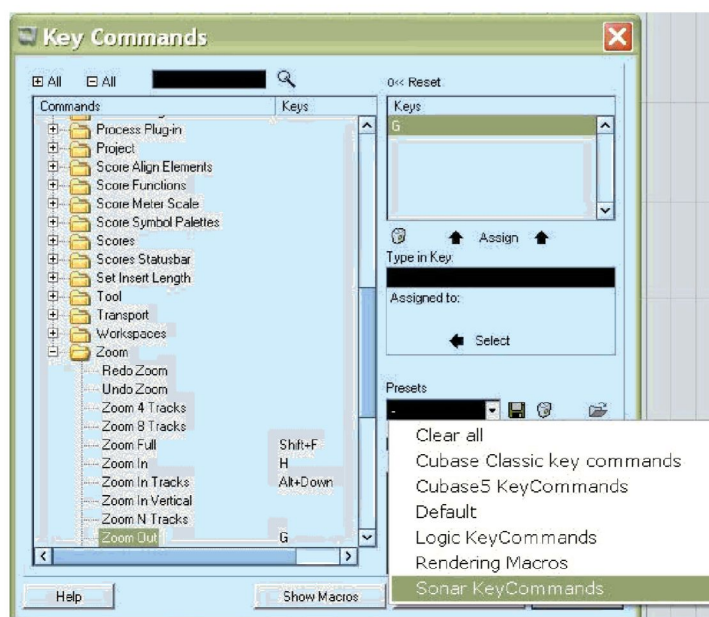 Key Commands
All All
0<< Reset
Commands Keys
Process Plug-in
Project
Score Align Elements
Score Functions
Score Meter Scale
Score Symbol Palettes
Scores
Scores Statusbar
Set Insert Length
Tool
Transport
Workspaces
Zoom
Redo Zoom
Undo Zoom
Zoom 4 Tracks
Zoom 8 Tracks
Zoom Full Shift+F
Zoom In H
Zoom In Tracks Alt+Down
Zoom In Vertical
Zoom N Tracks
Zoom Out G
Keys
G
Assign
Type in Key:
Assigned to:
Select
Presets
-
Clear all
Cubase Classic key commands
Cubase5 KeyCommands
Default
Logic KeyCommands
Rendering Macros
Sonar KeyCommands
Help
Show Macros